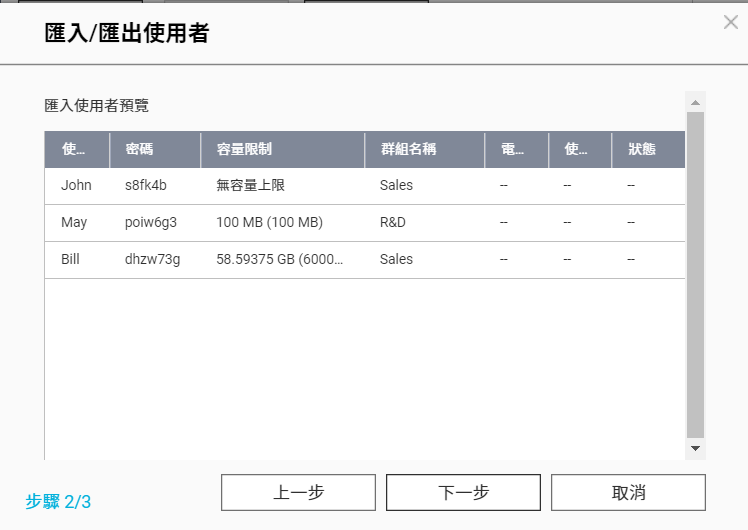 匯入/匯出使用者
匯入使用者預覽
使... 密碼 容量限制 群組名稱 電... 使... 狀態
John s8fk4b 無容量上限 Sales -- -- --
May poiw6g3 100 MB (100 MB) R&D -- -- --
Bill dhzw73g 58.59375 GB (6000... Sales -- -- --
步驟 2/3 上一步 下一步 取消